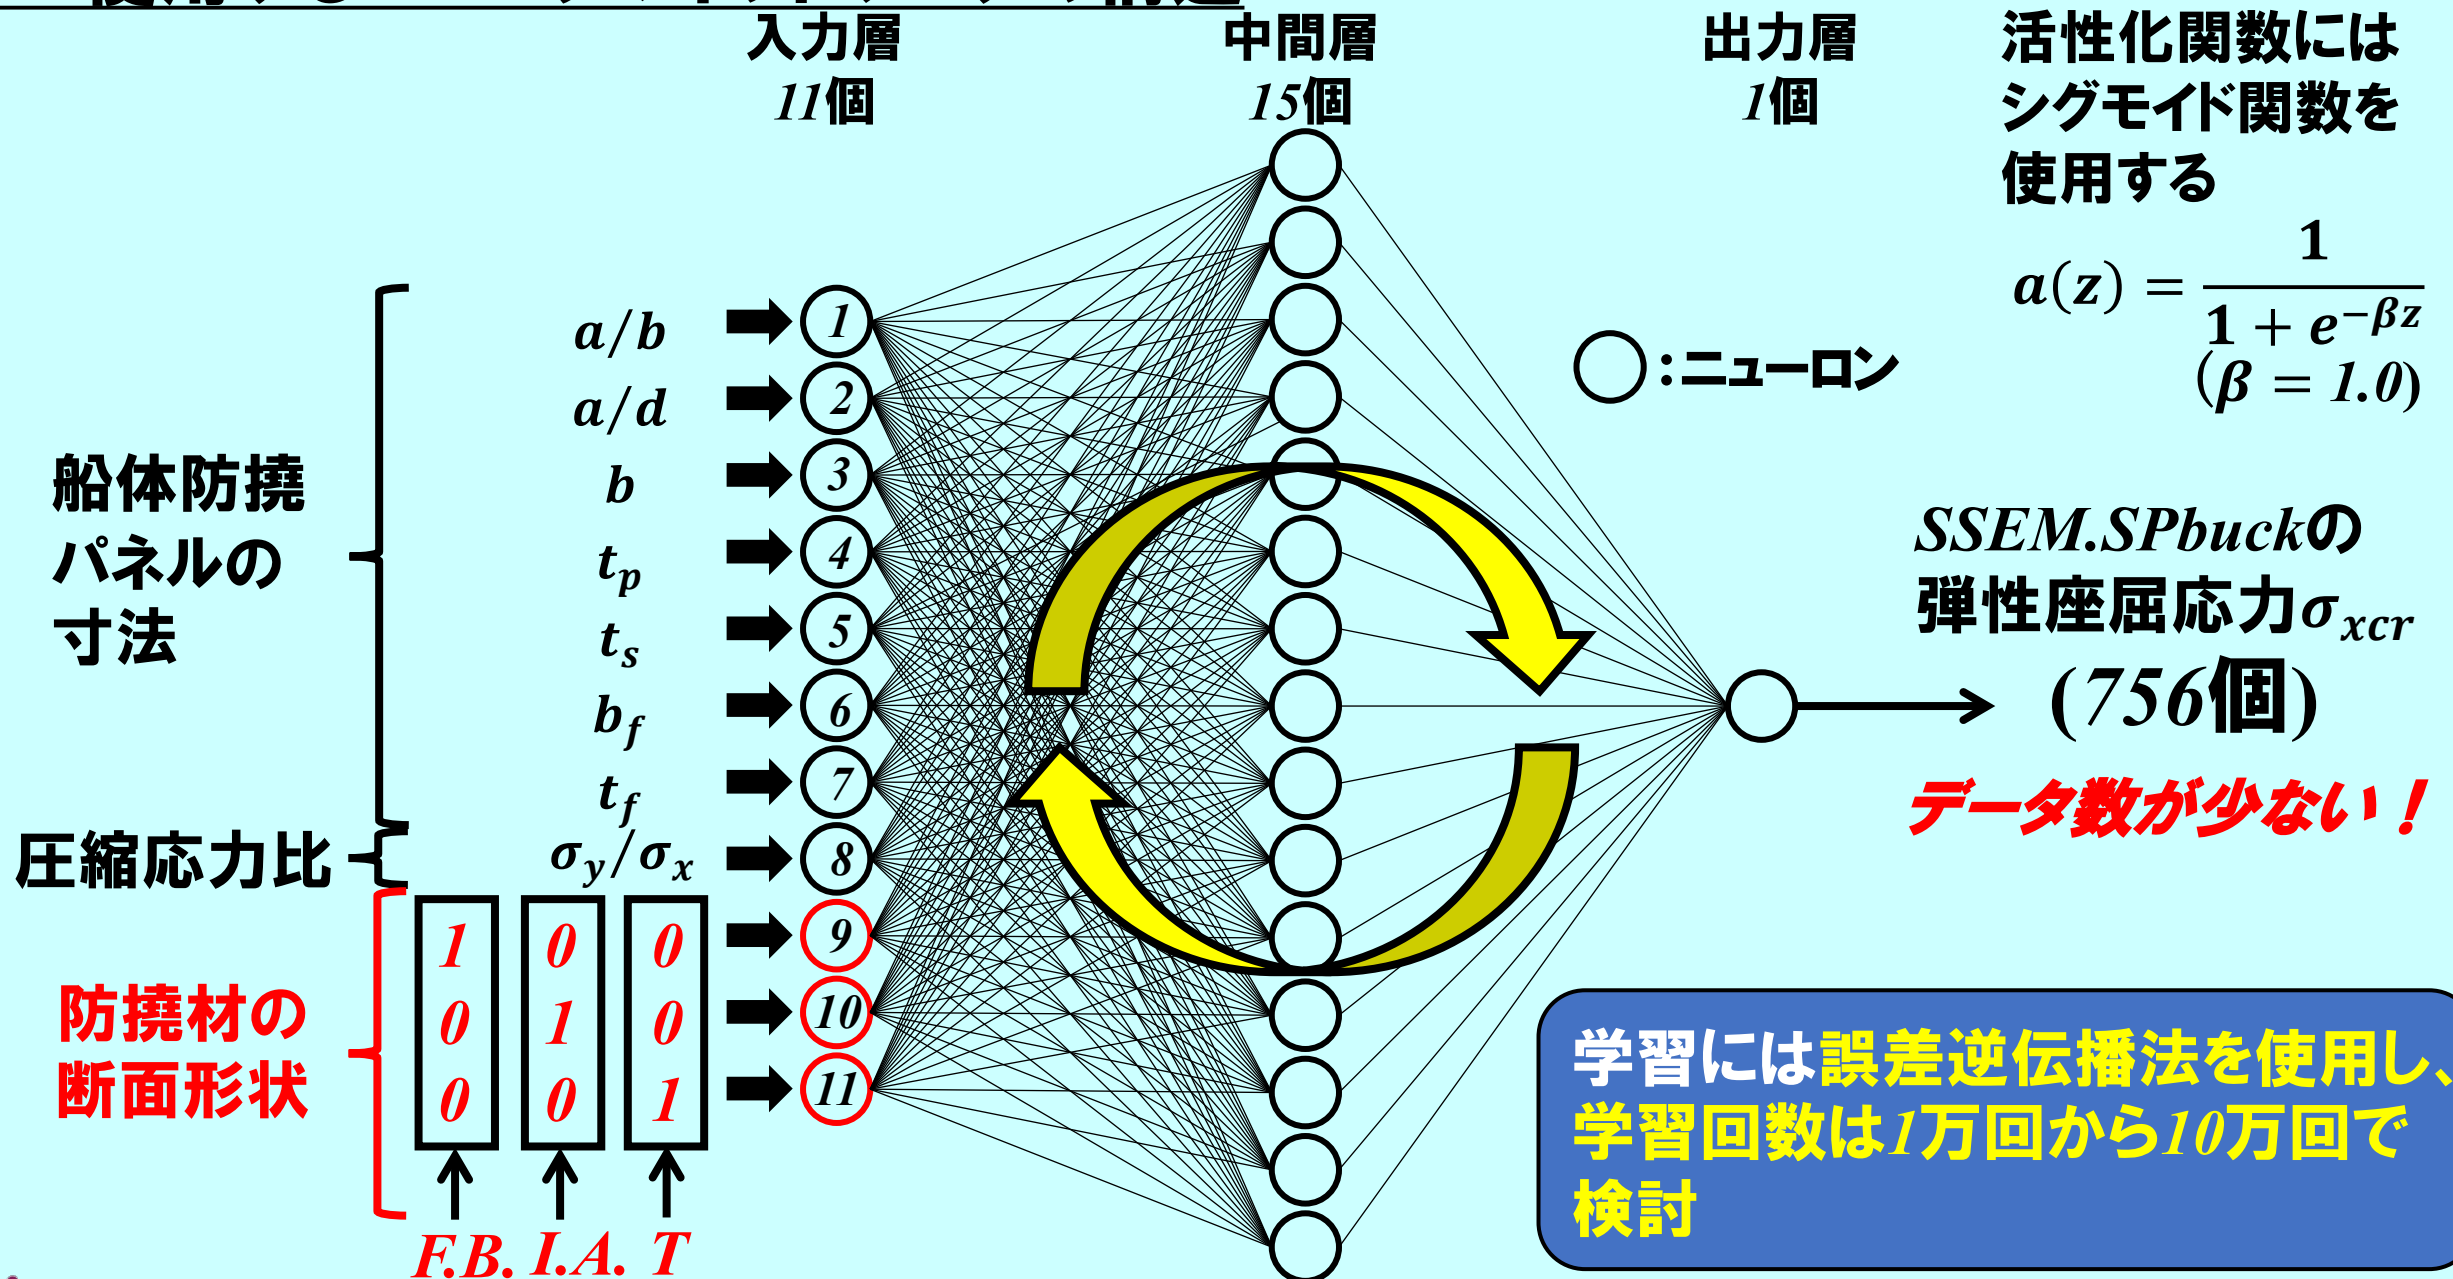 入力層
11個
中間層
15個
出力層
1個
活性化関数には
シグモイド関数を
使用する
a(z) = 1 / (1 + e^{-βz})
(β = 1.0)
:ニューロン
船体防撓
パネルの
寸法
a/b
a/d
b
t_p
t_s
b_f
t_f
圧縮応力比
σ_y/σ_x
防撓材の
断面形状
1 0 0
0 1 0
0 0 1
F.B. I.A. T
1
2
3
4
5
6
7
8
9
10
11
SSEM.SPbuckの
弾性座屈応力σ_{xcr}
(756個)
データ数が少ない！
学習には誤差逆伝播法を使用し、
学習回数は1万回から10万回で
検討